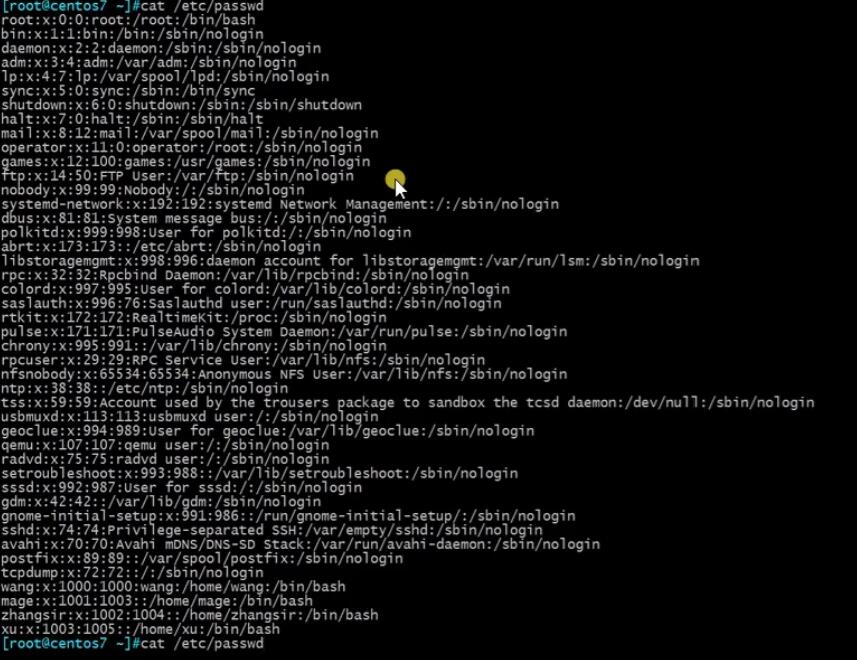 [root@centos7 ~]#cat /etc/passwd
root:x:0:0:root:/root:/bin/bash
bin:x:1:1:bin:/bin:/sbin/nologin
daemon:x:2:2:daemon:/sbin:/sbin/nologin
adm:x:3:4:adm:/var/adm:/sbin/nologin
lp:x:4:7:lp:/var/spool/lpd:/sbin/nologin
sync:x:5:0:sync:/sbin:/bin/sync
shutdown:x:6:0:shutdown:/sbin:/sbin/shutdown
halt:x:7:0:halt:/sbin:/sbin/halt
mail:x:8:12:mail:/var/spool/mail:/sbin/nologin
operator:x:11:0:operator:/root:/sbin/nologin
games:x:12:100:games:/usr/games:/sbin/nologin
ftp:x:14:50:FTP User:/var/ftp:/sbin/nologin
nobody:x:99:99:Nobody:/:/sbin/nologin
systemd-network:x:192:192:systemd Network Management:/:/sbin/nologin
dbus:x:81:81:System message bus:/:/sbin/nologin
polkitd:x:999:998:User for polkitd:/:/sbin/nologin
abrt:x:173:173::/etc/abrt:/sbin/nologin
libstoragemgmt:x:998:996:daemon account for libstoragemgmt:/var/run/lsm:/sbin/nologin
rpc:x:32:32:Rpcbind Daemon:/var/lib/rpcbind:/sbin/nologin
colord:x:997:995:User for colord:/var/lib/colord:/sbin/nologin
saslauth:x:996:76:Saslauthd user:/run/saslauthd:/sbin/nologin
rtkit:x:172:172:RealtimeKit:/proc:/sbin/nologin
pulse:x:171:171:PulseAudio System Daemon:/var/run/pulse:/sbin/nologin
chrony:x:995:991::/var/lib/chrony:/sbin/nologin
rpcuser:x:29:29:RPC Service User:/var/lib/nfs:/sbin/nologin
nfsnobody:x:65534:65534:Anonymous NFS User:/var/lib/nfs:/sbin/nologin
ntp:x:38:38::/etc/ntp:/sbin/nologin
tss:x:59:59:Account used by the trousers package to sandbox the tcsd daemon:/dev/null:/sbin/nologin
usbmuxd:x:113:113:usbmuxd user:/:/sbin/nologin
geoclue:x:994:989:User for geoclue:/var/lib/geoclue:/sbin/nologin
qemu:x:107:107:qemu user:/:/sbin/nologin
radvd:x:75:75:radvd user:/:/sbin/nologin
setroubleshoot:x:993:988::/var/lib/setroubleshoot:/sbin/nologin
sssd:x:992:987:User for sssd:/:/sbin/nologin
gdm:x:42:42::/var/lib/gdm:/sbin/nologin
gnome-initial-setup:x:991:986::/run/gnome-initial-setup/:/sbin/nologin
sshd:x:74:74:Privilege-separated SSH:/var/empty/sshd:/sbin/nologin
avahi:x:70:70:Avahi mDNS/DNS-SD Stack:/var/run/avahi-daemon:/sbin/nologin
postfix:x:89:89::/var/spool/postfix:/sbin/nologin
tcpdump:x:72:72::/:/sbin/nologin
wang:x:1000:1000:wang:/home/wang:/bin/bash
mage:x:1001:1003::/home/mage:/bin/bash
zhangsir:x:1002:1004::/home/zhangsir:/bin/bash
xu:x:1003:1005::/home/xu:/bin/bash
[root@centos7 ~]#cat /etc/passwd